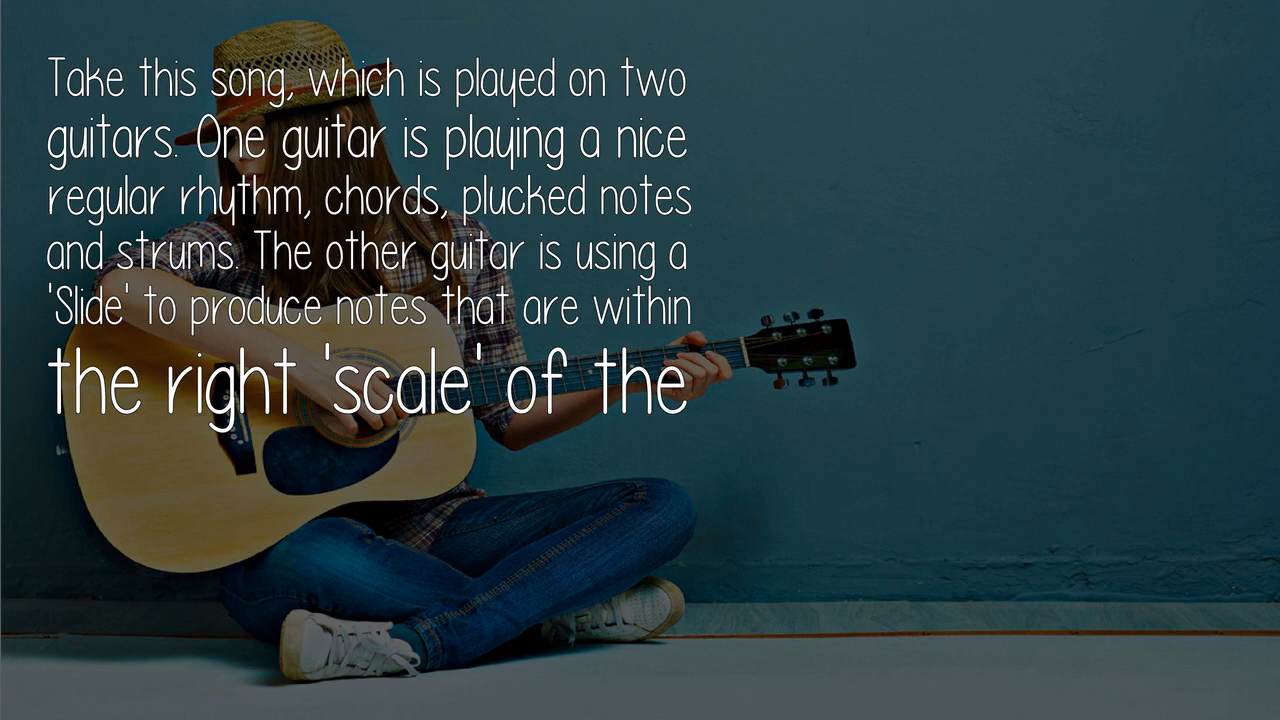 Take this song, which is played on two
guitars. One guitar is playing a nice
regular rhythm, chords, plucked notes
and strums. The other guitar is using a
'Slide' to produce notes that are within
the right 'scale' of the